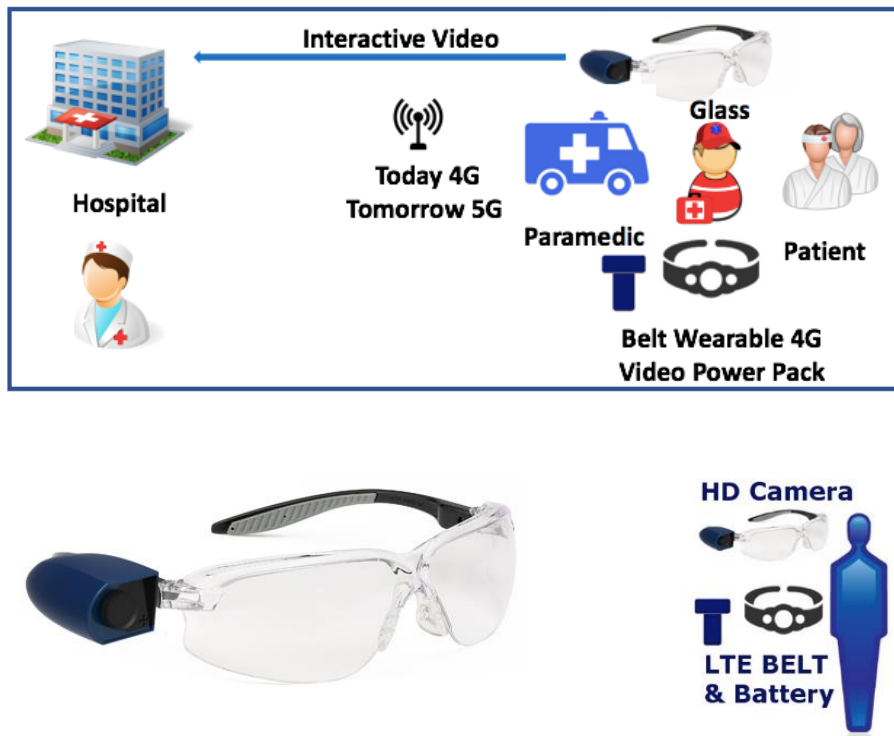 Interactive Video
Glass
Today 4G
Tomorrow 5G
Hospital
Paramedic
Patient
Belt Wearable 4G
Video Power Pack
HD Camera
LTE BELT
& Battery